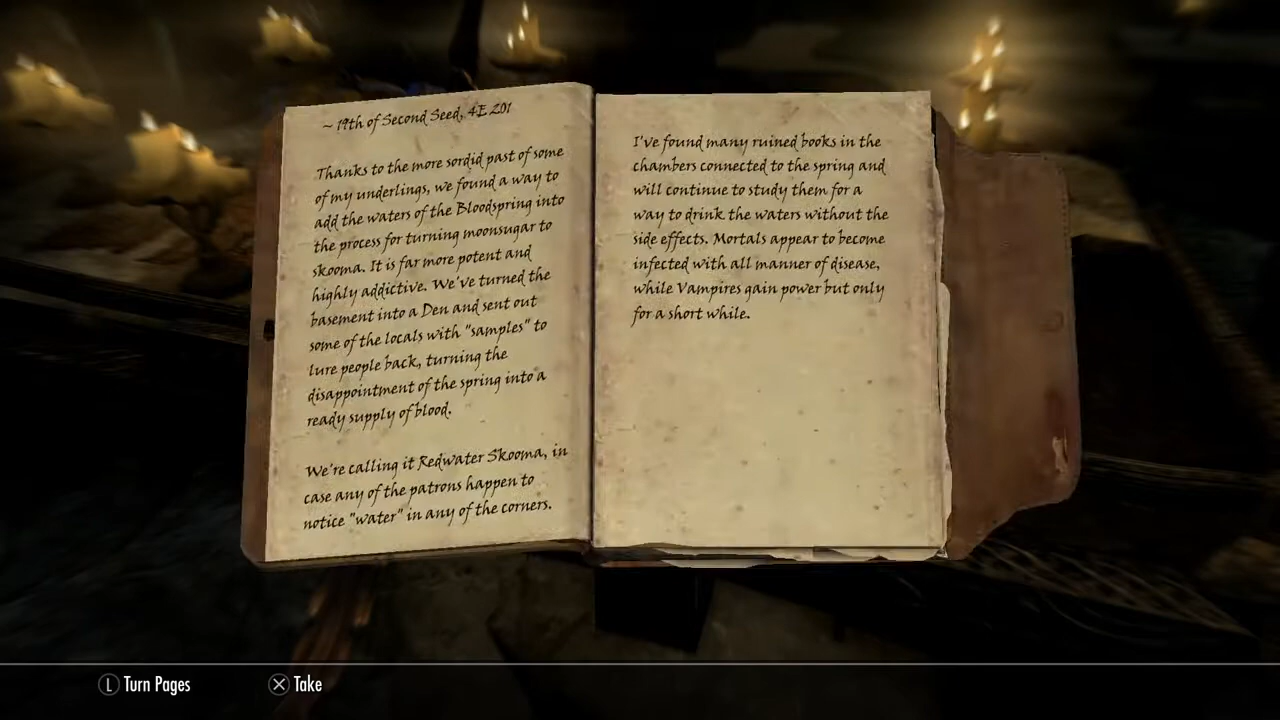 ~ 19th of Second Seed, 4E 201
Thanks to the more sordid past of some
of my underlings, we found a way to
add the waters of the Bloodspring into
the process for turning moonsugar to
skooma. It is far more potent and
highly addictive. We've turned the
basement into a Den and sent out
some of the locals with "samples" to
lure people back, turning the
disappointment of the spring into a
ready supply of blood.
We're calling it Redwater Skooma, in
case any of the patrons happen to
notice "water" in any of the corners.
I've found many ruined books in the
chambers connected to the spring and
will continue to study them for a
way to drink the waters without the
side effects. Mortals appear to become
infected with all manner of disease,
while Vampires gain power but only
for a short while.
L Turn Pages
X Take